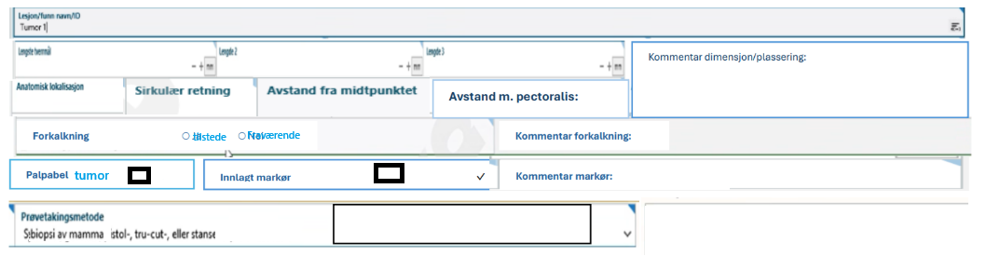 Lesjon/funn navn/ID
Tumor 1
Lengste tverrmål Lengde 2 Lengde 3 Kommentar dimensjon/plassering:
- + mm - + mm - + mm
Anatomisk lokalisasjon Sirkulær retning Avstand fra midtpunktet Avstand m. pectoralis:
Forkalkning tilstede Fraværende Kommentar forkalkning:
Palpabel tumor Innlagt markør Kommentar markør:
Prøvetakingsmetode
biopsi av mamma istol-, tru-cut-, eller stanse